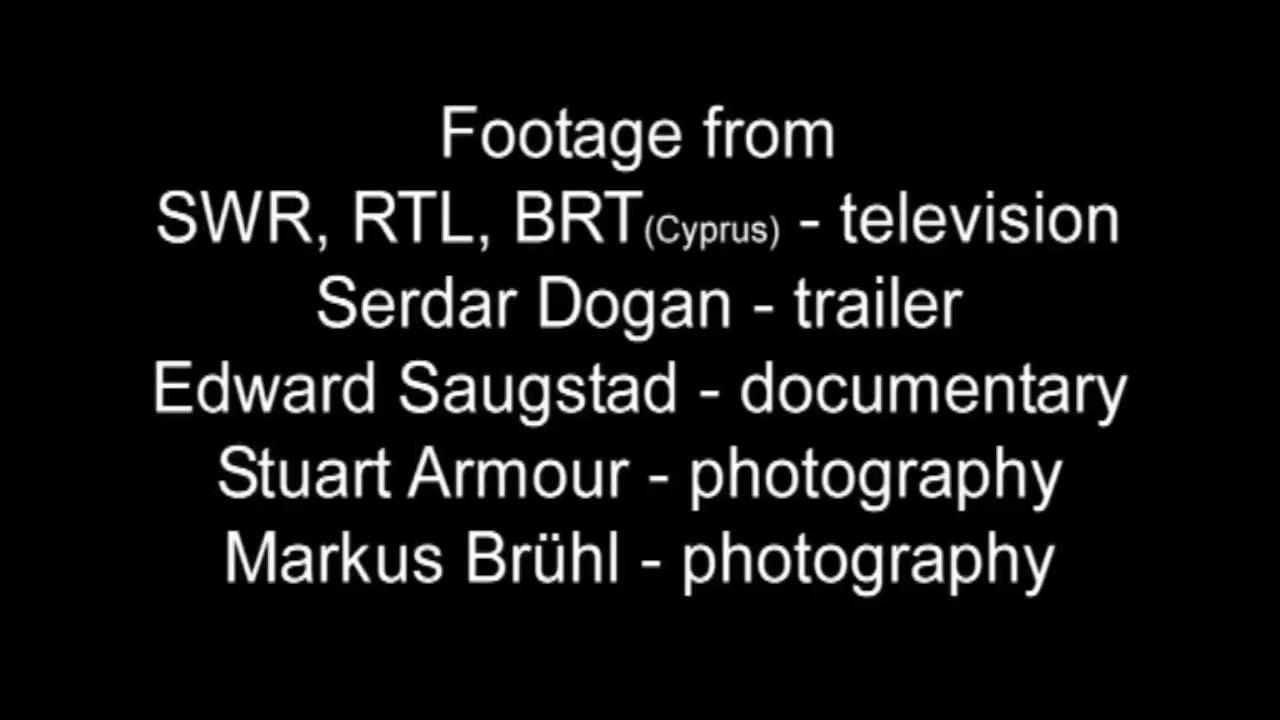 Footage from
SWR, RTL, BRT(Cyprus) - television
Serdar Dogan - trailer
Edward Saugstad - documentary
Stuart Armour - photography
Markus Brühl - photography